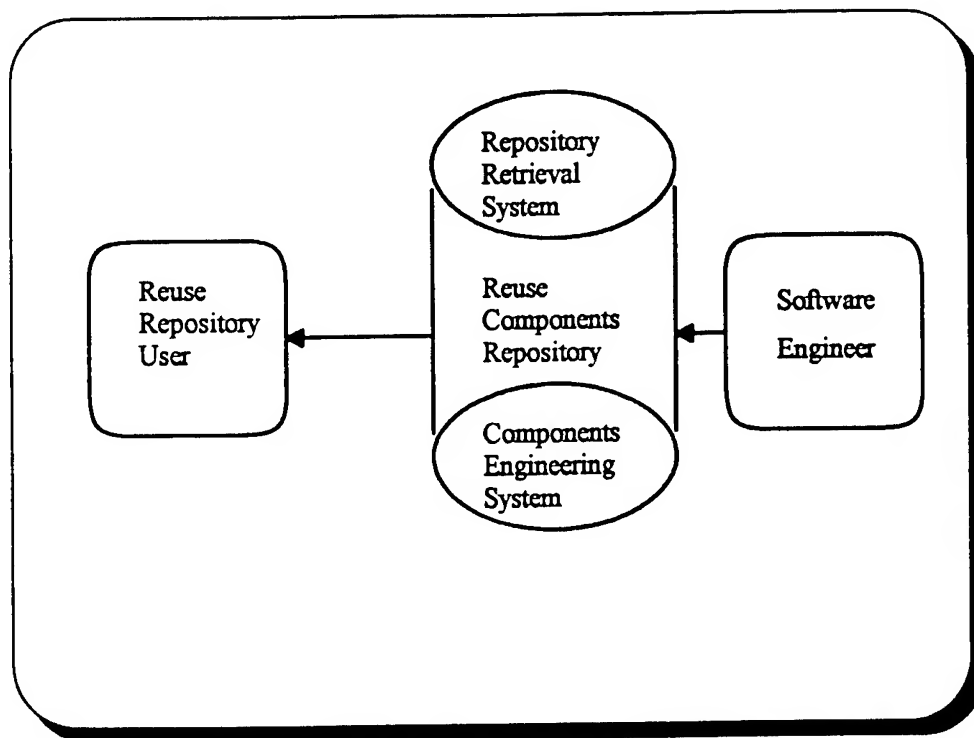 Repository
Retrieval
System
Reuse
Repository
User
Reuse
Components
Repository
Software
Engineer
Components
Engineering
System